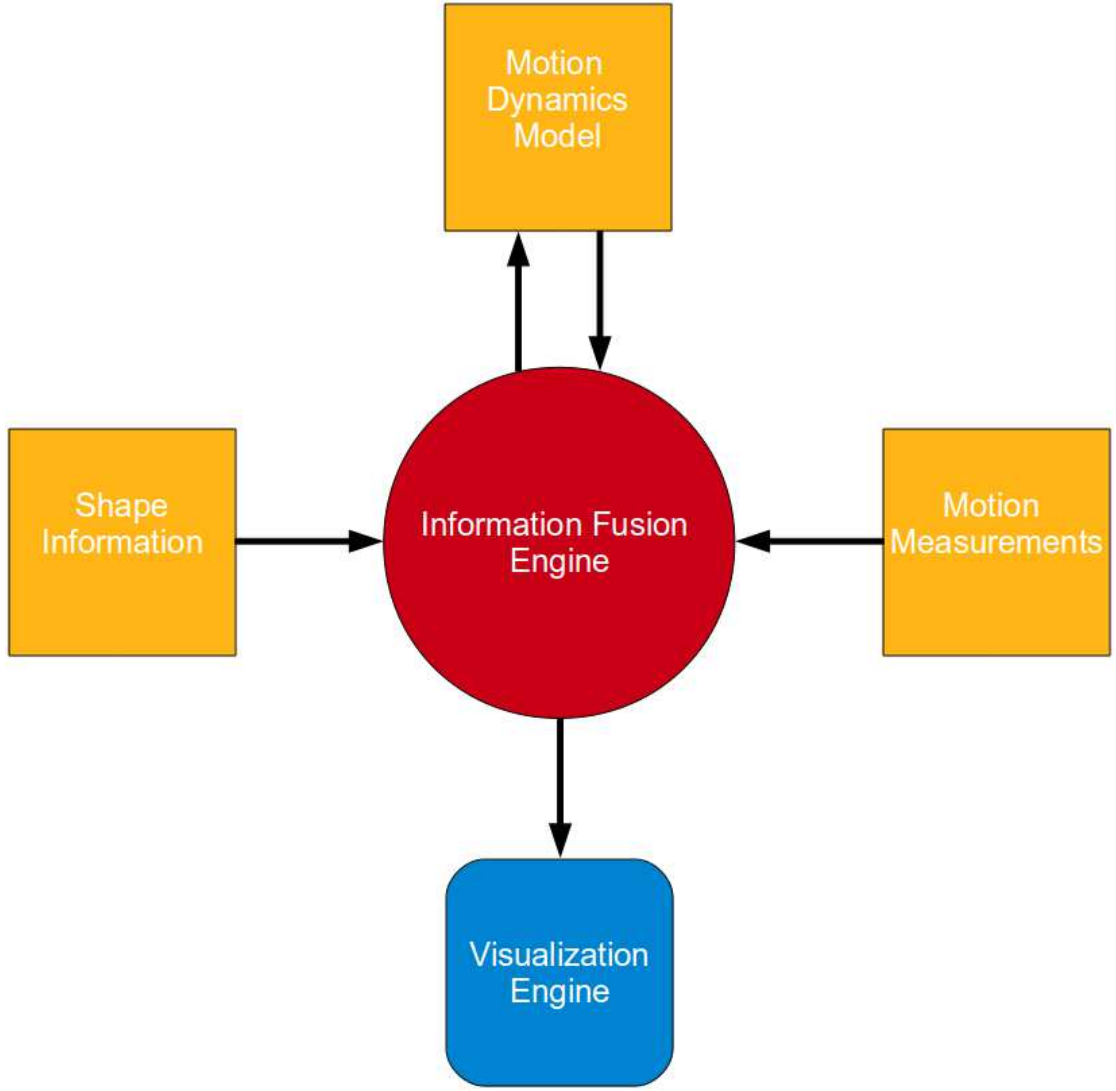 Motion
Dynamics
Model
Shape
Information
Information Fusion
Engine
Motion
Measurements
Visualization
Engine